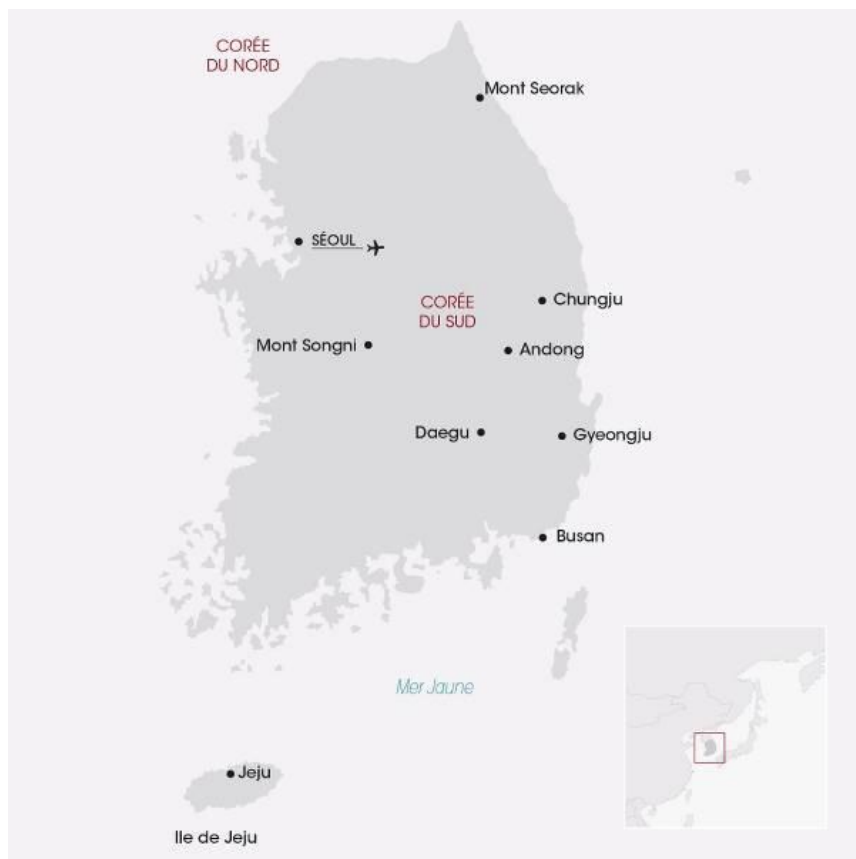 CORÉE
DU NORD
Mont Seorak
SÉOUL
CORÉE
DU SUD
Chungju
Mont Songni
Andong
Daegu
Gyeongju
Busan
Mer Jaune
Jeju
Ile de Jeju